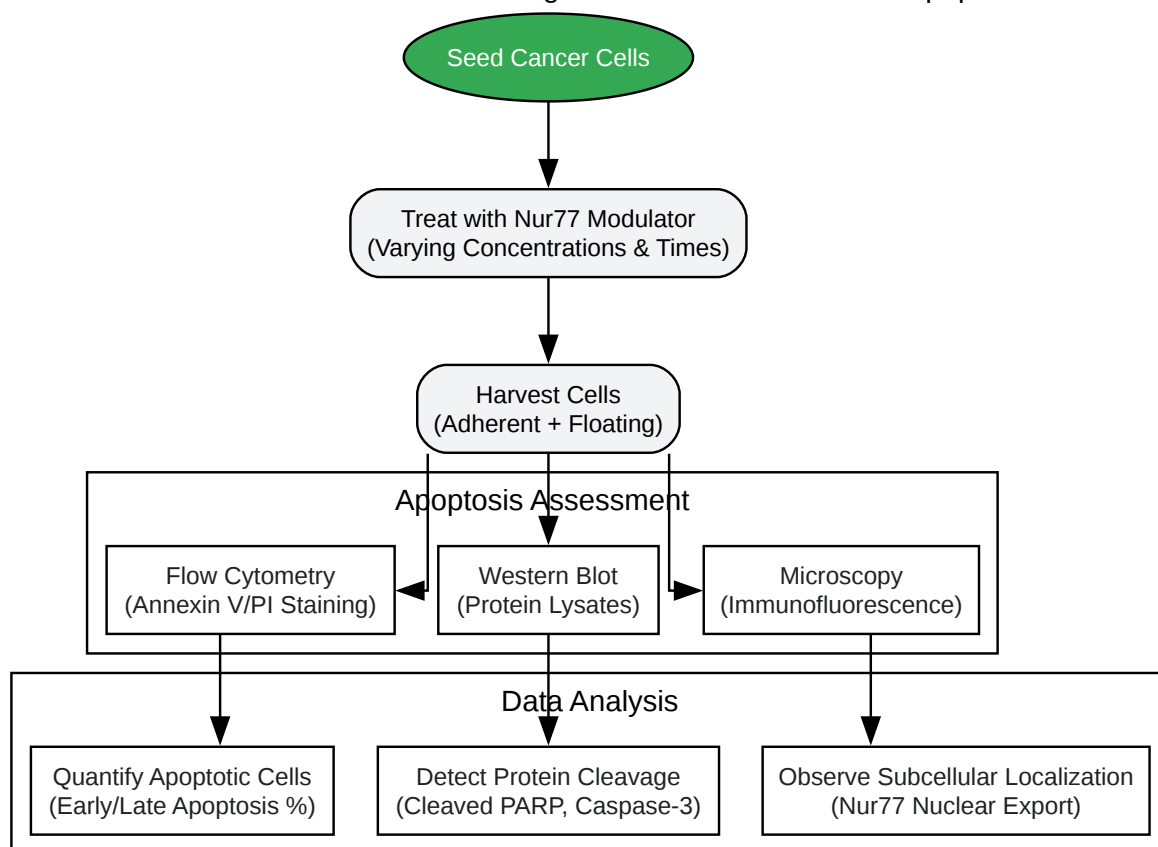 Seed Cancer Cells
Treat with Nur77 Modulator
(Varying Concentrations & Times)
Harvest Cells
(Adherent + Floating)
Apoptosis Assessment
Flow Cytometry
(Annexin V/PI Staining)
Western Blot
(Protein Lysates)
Microscopy
(Immunofluorescence)
Data Analysis
Quantify Apoptotic Cells
(Early/Late Apoptosis %)
Detect Protein Cleavage
(Cleaved PARP, Caspase-3)
Observe Subcellular Localization
(Nur77 Nuclear Export)